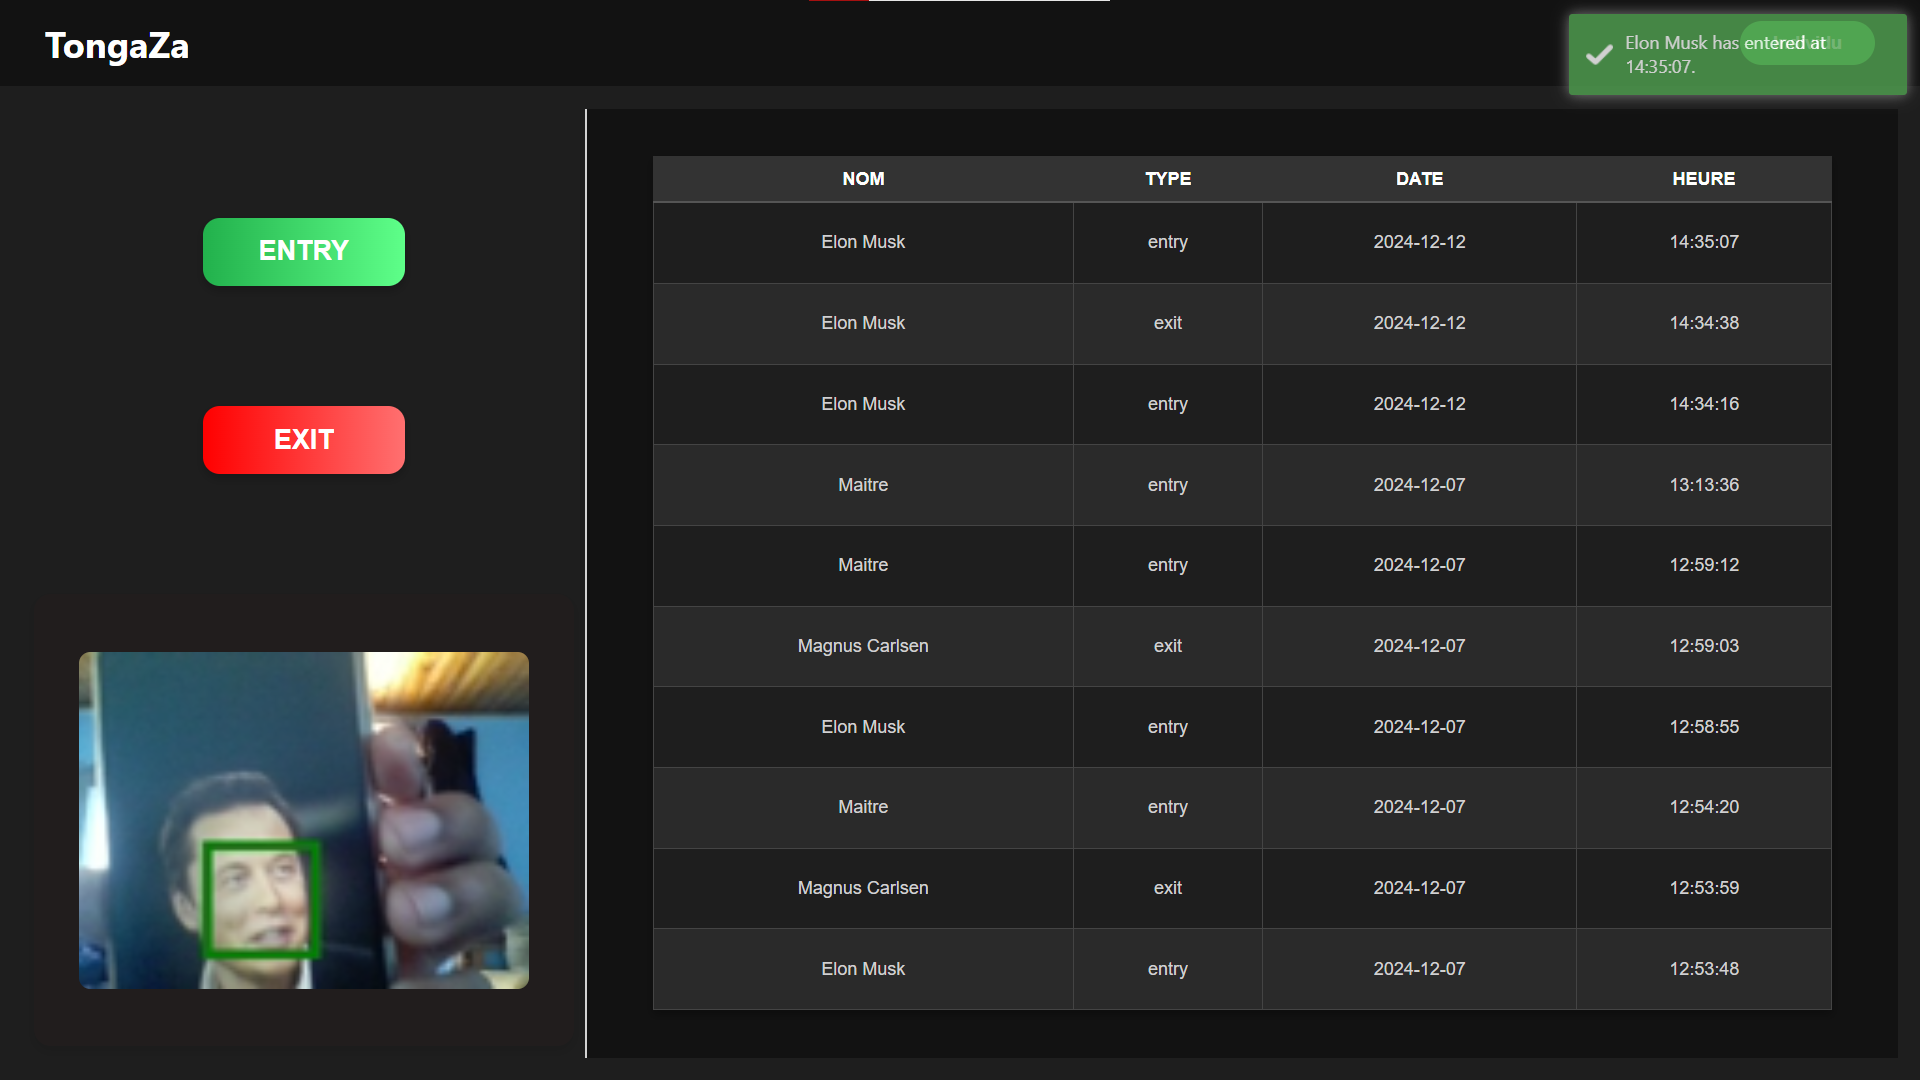 TongaZa
Elon Musk has entered at
14:35:07.
ENTRY
EXIT
NOM TYPE DATE HEURE
Elon Musk entry 2024-12-12 14:35:07
Elon Musk exit 2024-12-12 14:34:38
Elon Musk entry 2024-12-12 14:34:16
Maitre entry 2024-12-07 13:13:36
Maitre entry 2024-12-07 12:59:12
Magnus Carlsen exit 2024-12-07 12:59:03
Elon Musk entry 2024-12-07 12:58:55
Maitre entry 2024-12-07 12:54:20
Magnus Carlsen exit 2024-12-07 12:53:59
Elon Musk entry 2024-12-07 12:53:48